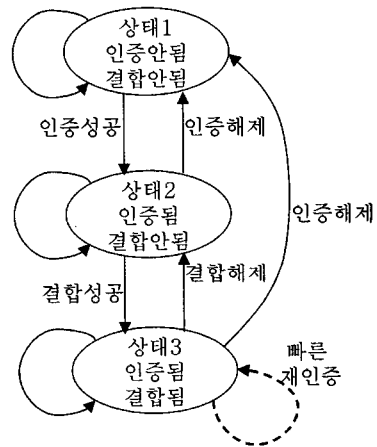 상태1
인증안됨
결합안됨
인증성공
인증해제
상태2
인증됨
결합안됨
인증해제
결합성공
결합해제
상태3
인증됨
결합됨
빠른
재인증